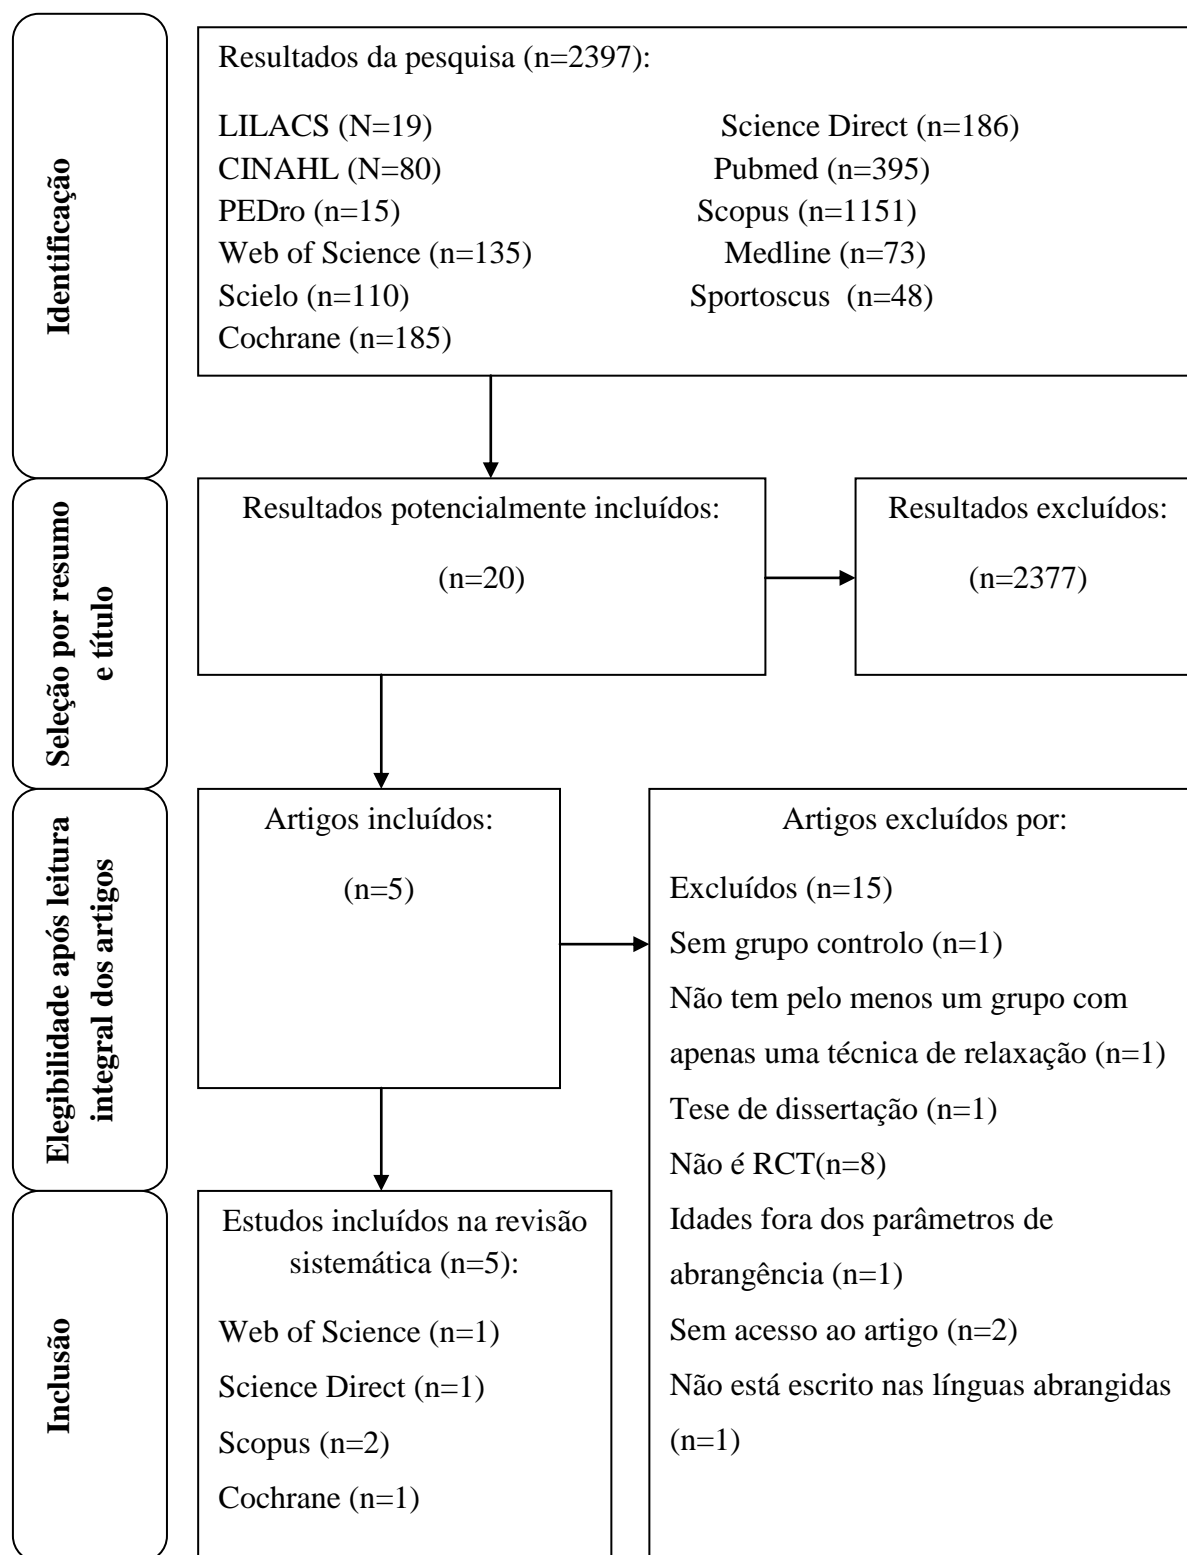 Identificação
Resultados da pesquisa (n=2397):
LILACS (N=19) Science Direct (n=186)
CINAHL (N=80) Pubmed (n=395)
PEDro (n=15) Scopus (n=1151)
Web of Science (n=135) Medline (n=73)
Scielo (n=110) Sportoscus (n=48)
Cochrane (n=185)
Seleção por resumo
e título
Resultados potencialmente incluídos:
(n=20)
Resultados excluídos:
(n=2377)
Elegibilidade após leitura
integral dos artigos
Artigos incluídos:
(n=5)
Artigos excluídos por:
Excluídos (n=15)
Sem grupo controlo (n=1)
Não tem pelo menos um grupo com
apenas uma técnica de relaxação (n=1)
Tese de dissertação (n=1)
Não é RCT(n=8)
Idades fora dos parâmetros de
abrangência (n=1)
Sem acesso ao artigo (n=2)
Não está escrito nas línguas abrangidas
(n=1)
Inclusão
Estudos incluídos na revisão
sistemática (n=5):
Web of Science (n=1)
Science Direct (n=1)
Scopus (n=2)
Cochrane (n=1)